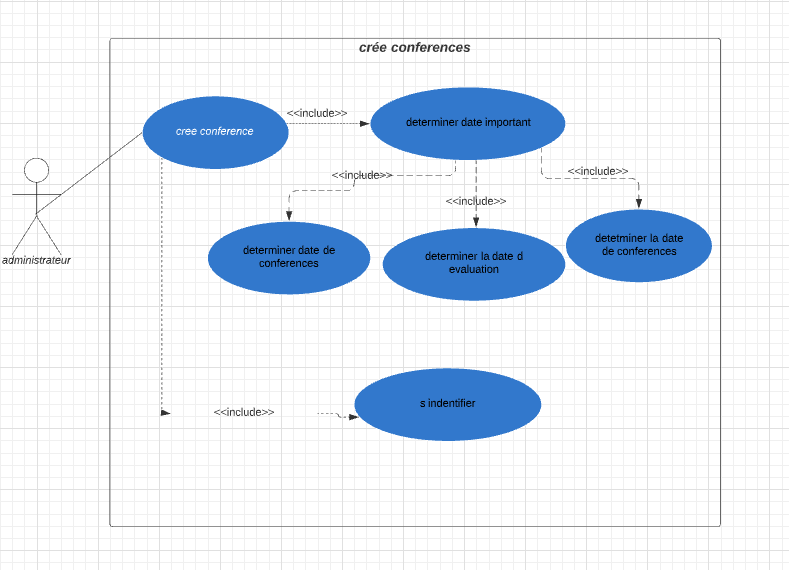 crée conferences
cree conference
<<include>>
determiner date important
<<include>>
<<include>>
<<include>>
determiner date de
conferences
determiner la date d
evaluation
detetminer la date
de conferences
administrateur
<<include>>
s indentifier